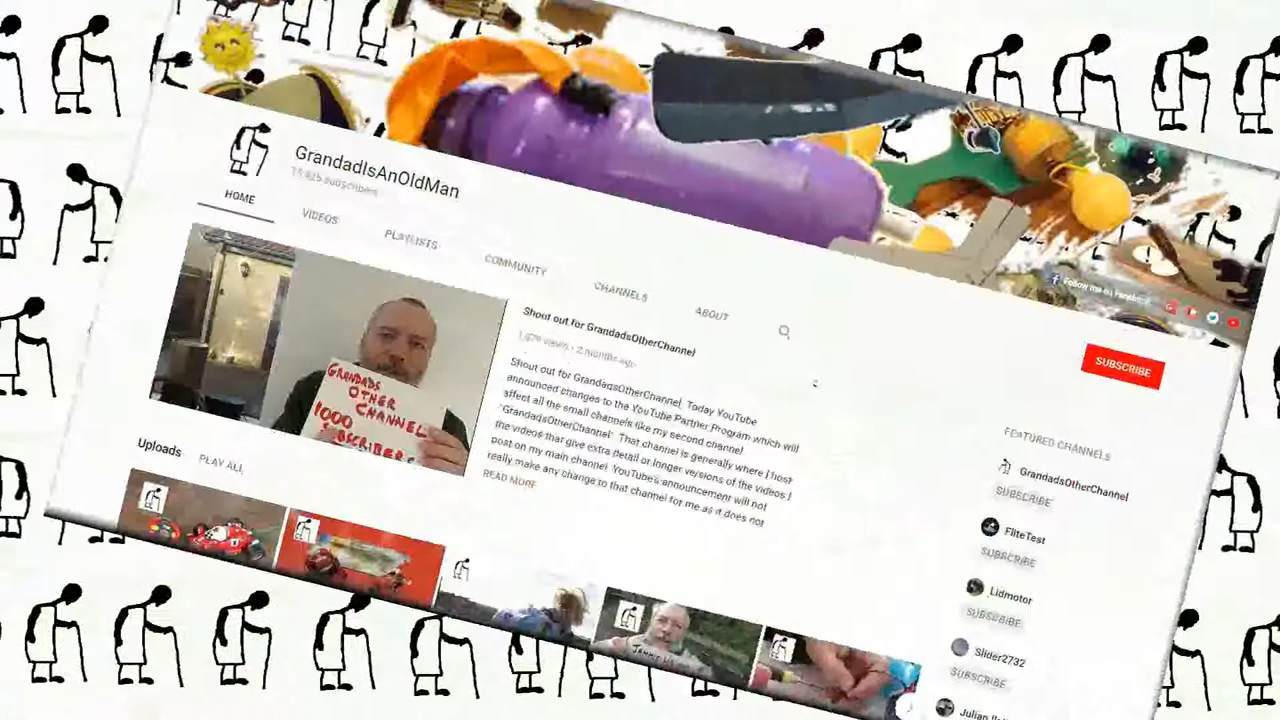 GrandadIsAnOldMan
HOME
VIDEOS
PLAYLISTS
COMMUNITY
CHANNELS
ABOUT
Follow me on Facebook
SUBSCRIBE
GRANDADS
OTHER
CHANNEL
1000
SUBSCRIBERS
Shout out for GrandadsOtherChannel
views • 2 months ago
Shout out for GrandadsOtherChannel. Today YouTube
announced changes to the YouTube Partner Program which will
affect all the small channels like my second channel
"GrandadsOtherChannel". That channel is generally where I host
the videos that give extra detail or longer versions of the videos I
post on my main channel. YouTube's announcement will not
really make any change to that channel for me as it does not
READ MORE
Uploads PLAY ALL
FEATURED CHANNELS
GrandadsOtherChannel
SUBSCRIBE
FliteTest
SUBSCRIBE
Lidmotor
SUBSCRIBE
Slider2732
SUBSCRIBE
Julian